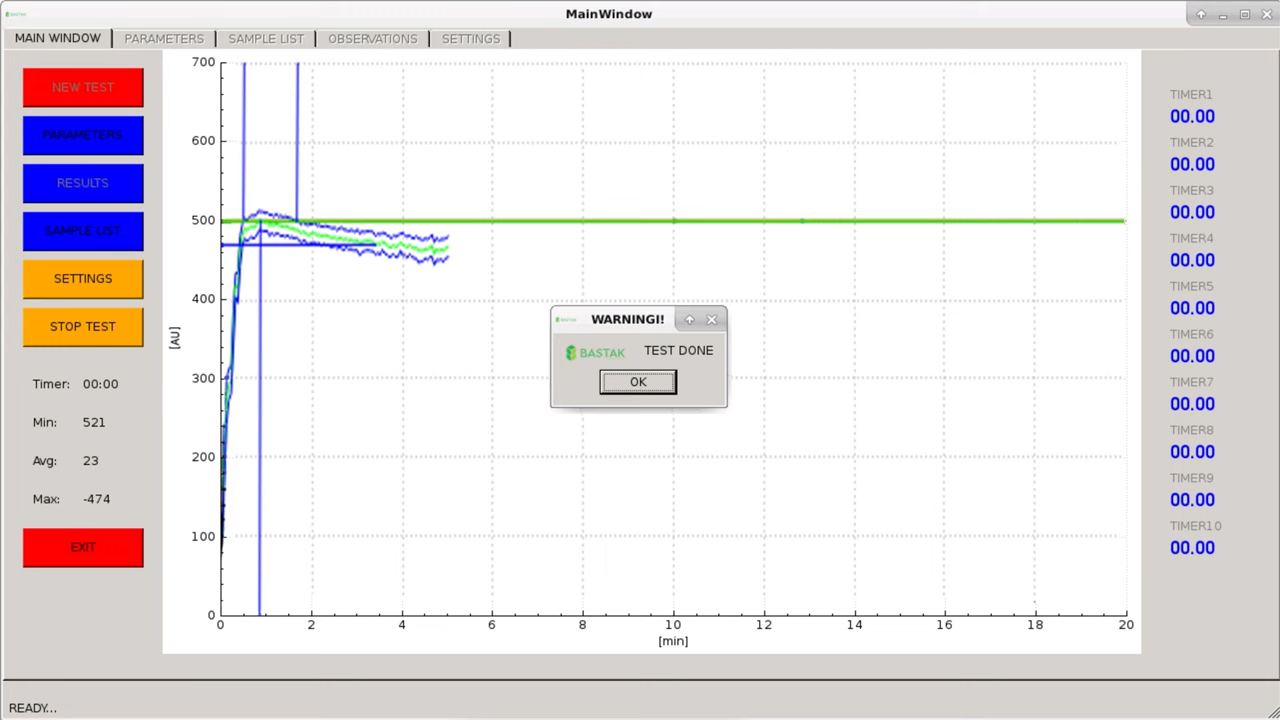 BASTAK
MainWindow
MAIN WINDOW
PARAMETERS
SAMPLE LIST
OBSERVATIONS
SETTINGS
NEW TEST
PARAMETERS
RESULTS
SAMPLE LIST
SETTINGS
STOP TEST
Timer: 00:00
Min: 521
Avg: 23
Max: -474
EXIT
700
600
500
400
300
200
100
0
[AU]
0 2 4 6 8 10 12 14 16 18 20
[min]
BASTAK
WARNING!!
BASTAK
TEST DONE
OK
TIMER1
00.00
TIMER2
00.00
TIMER3
00.00
TIMER4
00.00
TIMER5
00.00
TIMER6
00.00
TIMER7
00.00
TIMER8
00.00
TIMER9
00.00
TIMER10
00.00
READY...